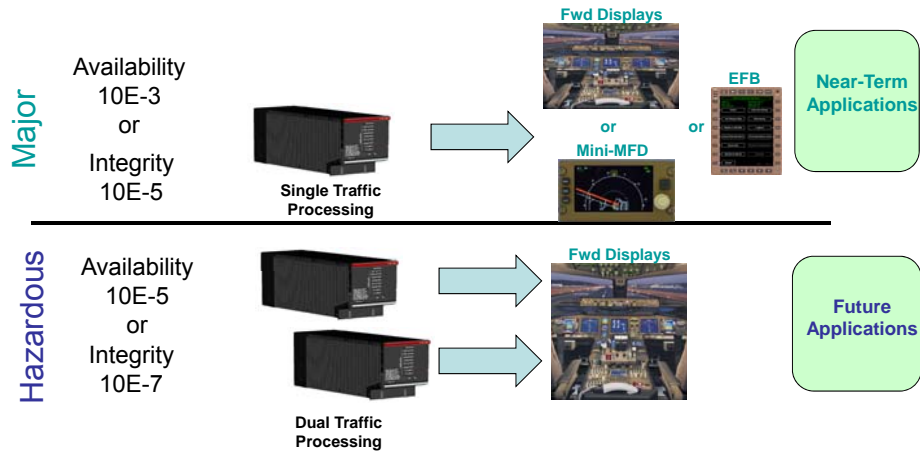 Major
Availability
10E-3
or
Integrity
10E-5
Single Traffic
Processing
Fwd Displays
or
Mini-MFD
or
EFB
Near-Term
Applications
Hazardous
Availability
10E-5
or
Integrity
10E-7
Dual Traffic
Processing
Fwd Displays
Future
Applications